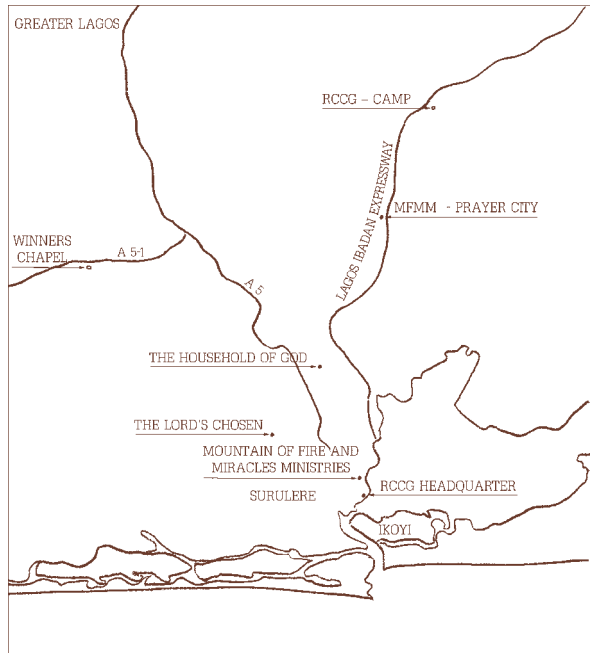 GREATER LAGOS
RCCG – CAMP
LAGOS IBADAN EXPRESSWAY
MFMM - PRAYER CITY
WINNERS
CHAPEL
A 5-1
A 5
THE HOUSEHOLD OF GOD
THE LORD'S CHOSEN
MOUNTAIN OF FIRE AND
MIRACLES MINISTRIES
RCCG HEADQUARTER
SURULERE
IKOYI